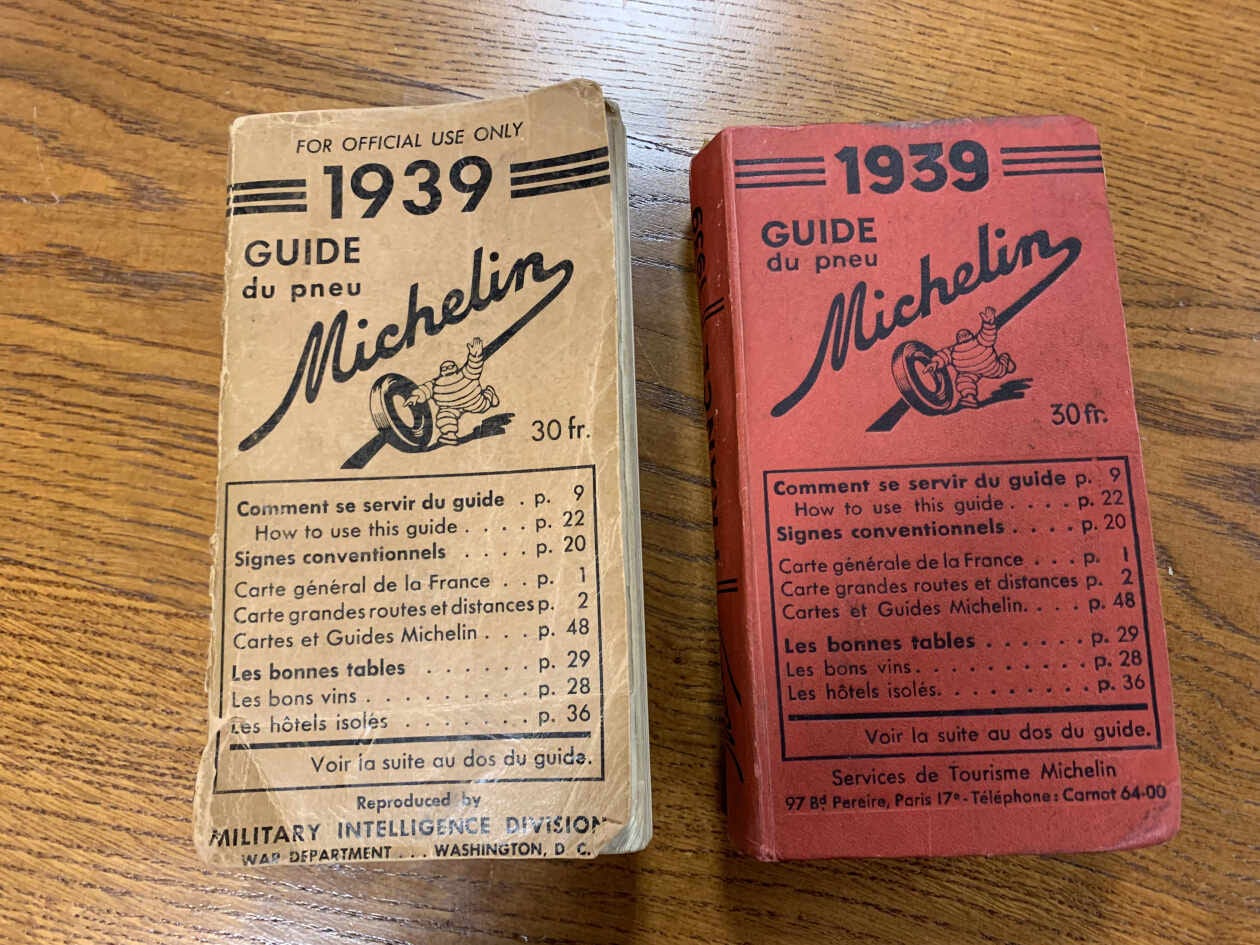 FOR OFFICIAL USE ONLY
1939
GUIDE
du pneu
Michelin
30 fr.
Comment se servir du guide . p. 9
How to use this guide . . . . p. 22
Signes conventionnels . . . . p. 20
Carte général de la France . . p. 1
Carte grandes routes et distances p. 2
Cartes et Guides Michelin . . . p. 48
Les bonnes tables . . . . . . . p. 29
Les bons vins . . . . . . . . . p. 28
Les hôtels isolés . . . . . . . p. 36
Voir la suite au dos du guide.
Reproduced by
MILITARY INTELLIGENCE DIVISION
WAR DEPARTMENT . . . WASHINGTON, D. C.
1939
1939
GUIDE
du pneu
Michelin
30 fr.
Comment se servir du guide p. 9
How to use this guide . . . . p. 22
Signes conventionnels . . . . p. 20
Carte générale de la France . . . p. 1
Carte grandes routes et distances p. 2
Cartes et Guides Michelin. . . . p. 48
Les bonnes tables . . . . . . . p. 29
Les bons vins. . . . . . . . . . p. 28
Les hôtels isolés. . . . . . . . . p. 36
Voir la suite au dos du guide.
Services de Tourisme Michelin
97 Bd Pereire, Paris 17e - Téléphone: Carnot 64-00